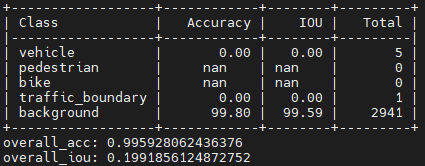 +-----------------+----------+-------+-------+
| Class | Accuracy | IOU | Total |
|-----------------+----------+-------+-------|
| vehicle | 0.00 | 0.00 | 5 |
| pedestrian | nan | nan | 0 |
| bike | nan | nan | 0 |
| traffic_boundary | 0.00 | 0.00 | 1 |
| background | 99.80 | 99.59 | 2941 |
+-----------------+----------+-------+-------+
overall_acc: 0.995928062436376
overall_iou: 0.1991856124872752